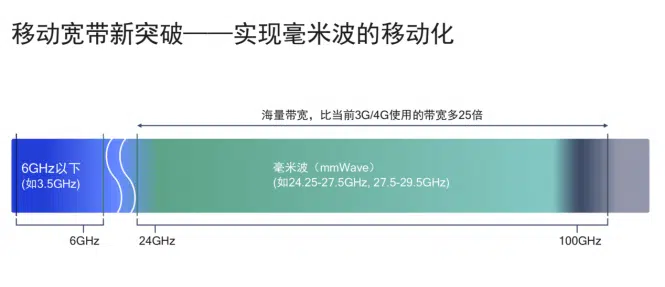 移动宽带新突破——实现毫米波的移动化
海量带宽，比当前3G/4G使用的带宽多25倍
6GHz以下
(如3.5GHz)
毫米波（mmWave）
(如24.25-27.5GHz, 27.5-29.5GHz)
6GHz
24GHz
100GHz